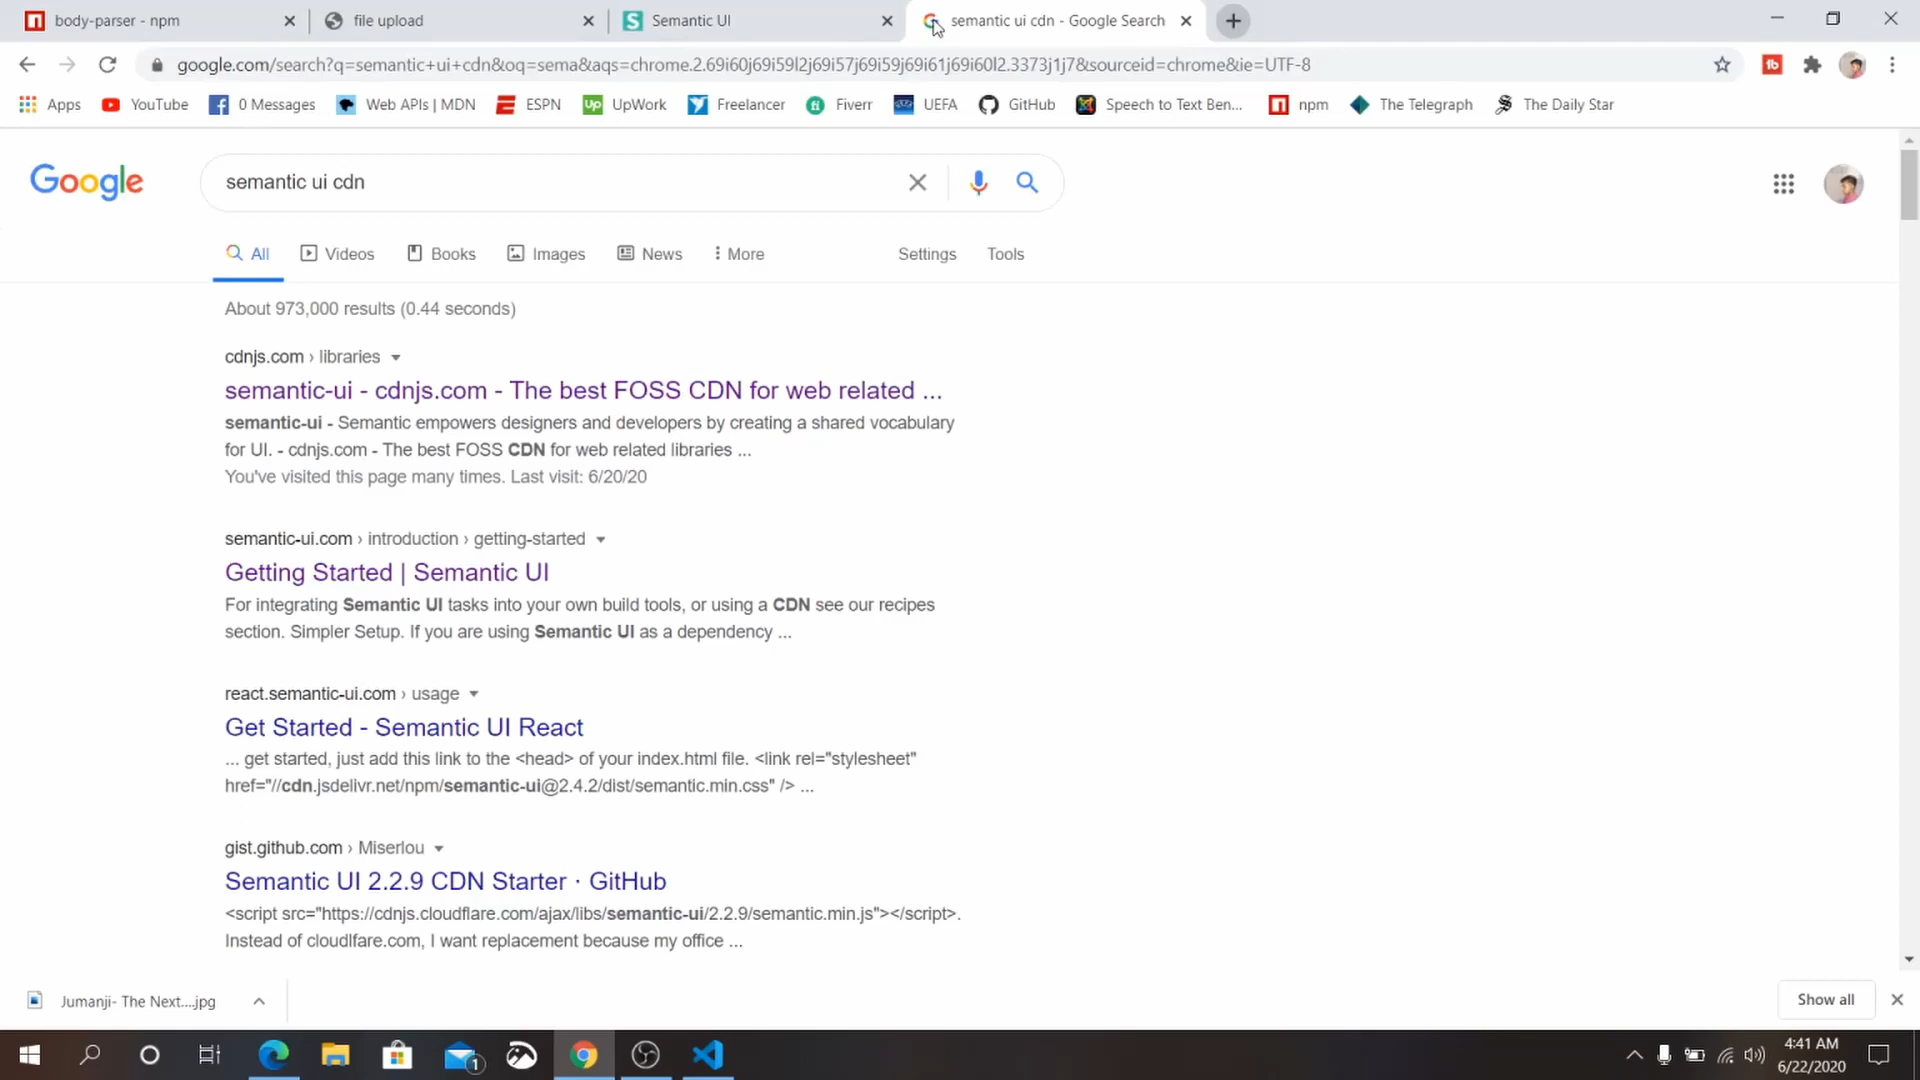 body-parser - npm
file upload
Semantic UI
semantic ui cdn - Google Search
google.com/search?q=semantic+ui+cdn&oq=sema&aqs=chrome.2.69i60j69i59l2j69i57j69i59j69i61j69i60l2.3373j1j7&sourceid=chrome&ie=UTF-8
Apps YouTube 0 Messages Web APIs | MDN ESPN UpWork Freelancer Fiverr UEFA GitHub Speech to Text Ben... npm The Telegraph The Daily Star
Google
semantic ui cdn
All Videos Books Images News More Settings Tools
About 973,000 results (0.44 seconds)
cdnjs.com › libraries
semantic-ui - cdnjs.com - The best FOSS CDN for web related ...
semantic-ui - Semantic empowers designers and developers by creating a shared vocabulary
for UI. - cdnjs.com - The best FOSS CDN for web related libraries ...
You've visited this page many times. Last visit: 6/20/20
semantic-ui.com › introduction › getting-started
Getting Started | Semantic UI
For integrating Semantic UI tasks into your own build tools, or using a CDN see our recipes
section. Simpler Setup. If you are using Semantic UI as a dependency ...
react.semantic-ui.com › usage
Get Started - Semantic UI React
... get started, just add this link to the <head> of your index.html file. <link rel="stylesheet"
href="//cdn.jsdelivr.net/npm/semantic-ui@2.4.2/dist/semantic.min.css" /> ...
gist.github.com › Miserlou
Semantic UI 2.2.9 CDN Starter · GitHub
<script src="https://cdnjs.cloudflare.com/ajax/libs/semantic-ui/2.2.9/semantic.min.js"></script>.
Instead of cloudlfare.com, I want replacement because my office ...
Jumanji- The Next....jpg
Show all
1
4:41 AM
6/22/2020